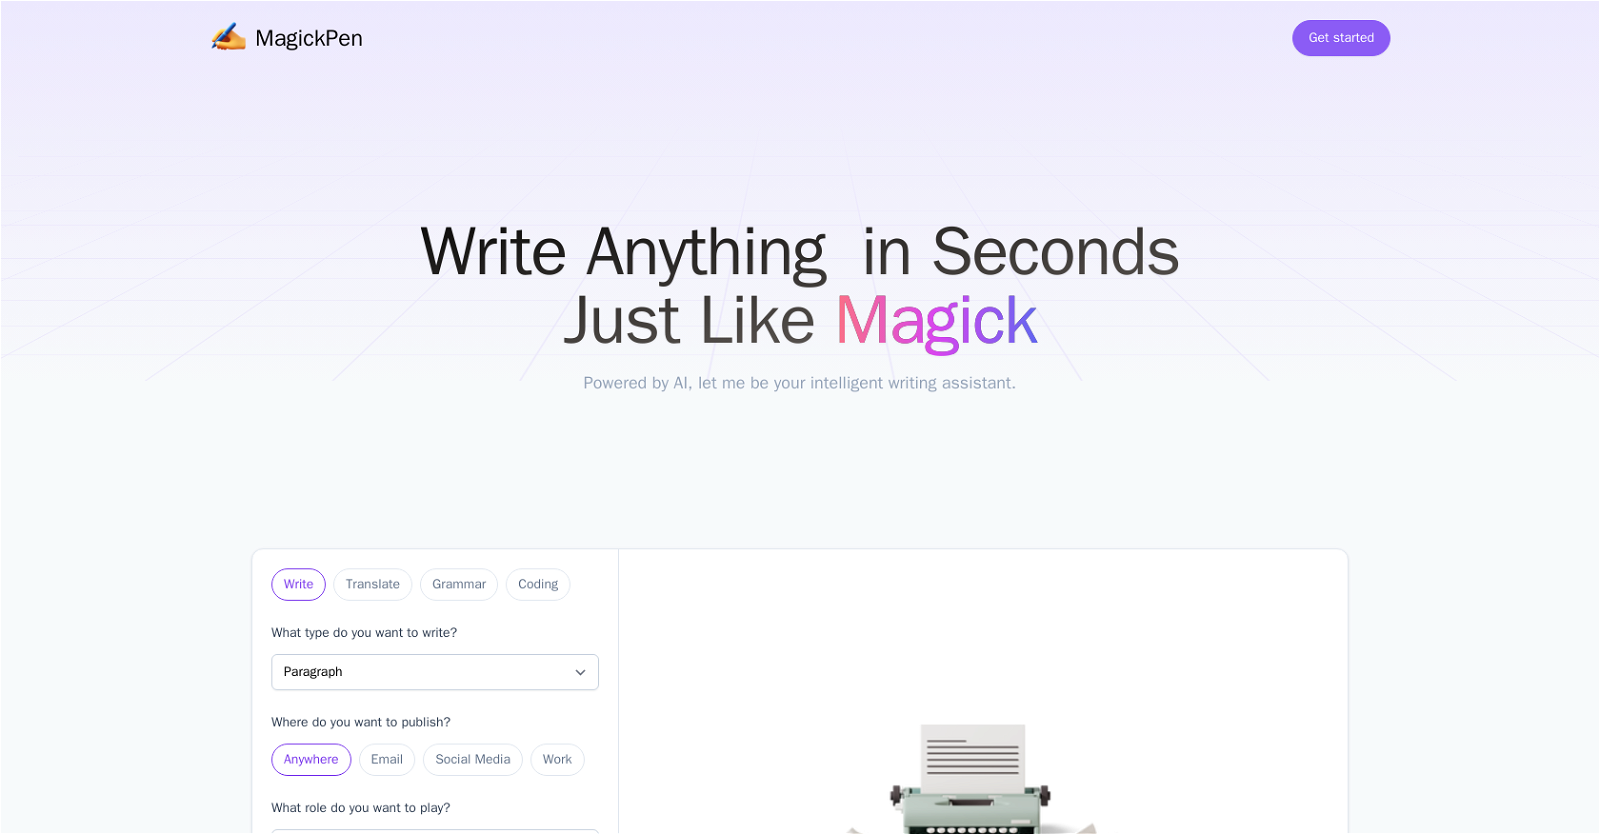 MagickPen
Get started
Write Anything in Seconds
Just Like Magick
Powered by AI, let me be your intelligent writing assistant.
Write
Translate
Grammar
Coding
What type do you want to write?
Paragraph
Where do you want to publish?
Anywhere
Email
Social Media
Work
What role do you want to play?